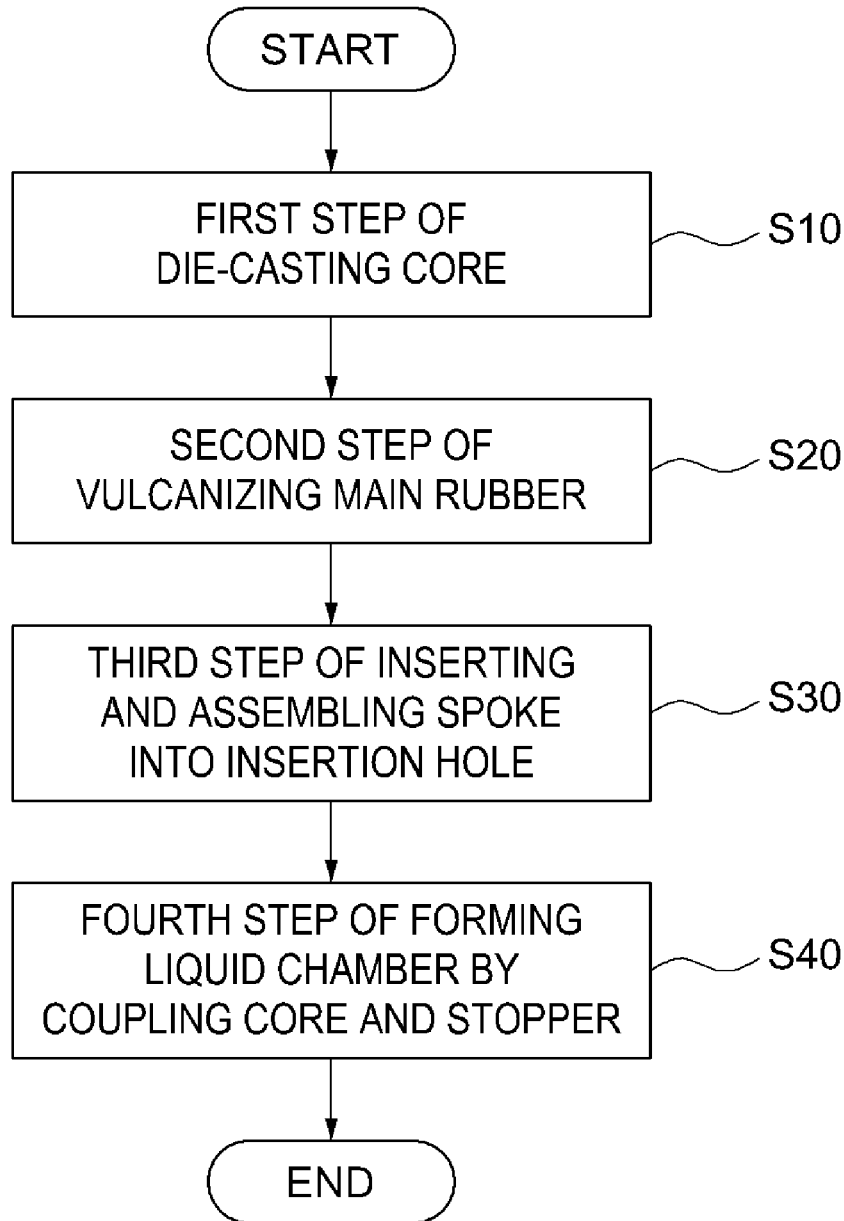 START
FIRST STEP OF
DIE-CASTING CORE
S10
SECOND STEP OF
VULCANIZING MAIN RUBBER
S20
THIRD STEP OF INSERTING
AND ASSEMBLING SPOKE
INTO INSERTION HOLE
S30
FOURTH STEP OF FORMING
LIQUID CHAMBER BY
COUPLING CORE AND STOPPER
S40
END